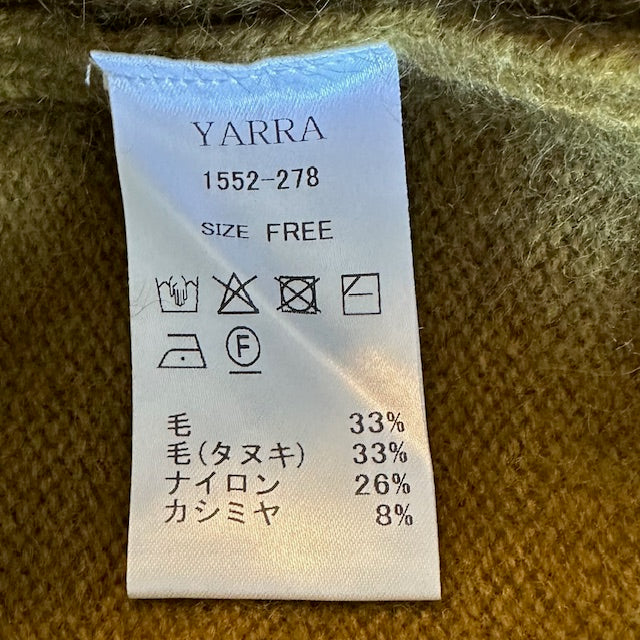 YARRA
1552-278
SIZE FREE
F
毛 33%
毛(タヌキ) 33%
ナイロン 26%
カシミヤ 8%